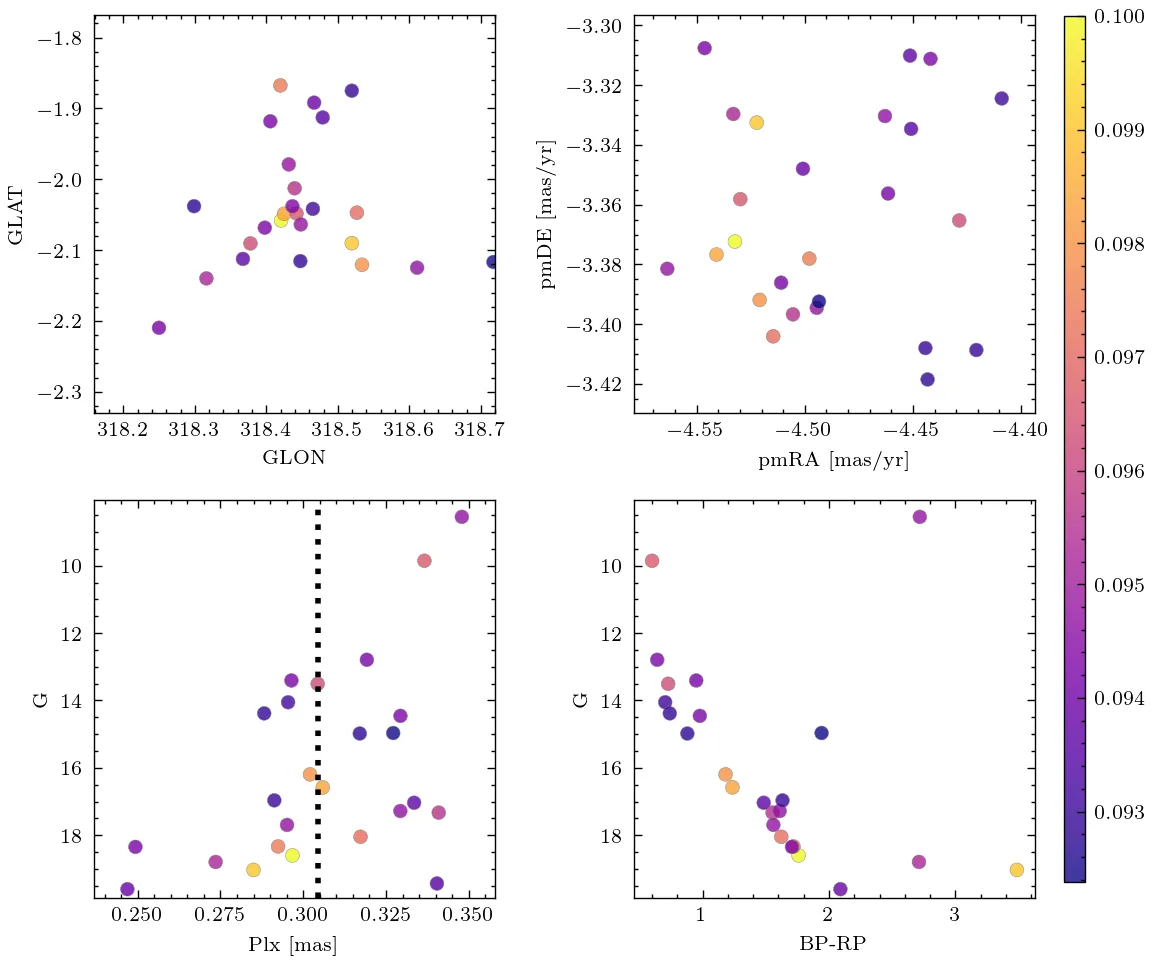 −1.8
−1.9
−2.0
−2.1
−2.2
−2.3
GLAT
318.2 318.3 318.4 318.5 318.6 318.7
GLON
−3.30
−3.32
−3.34
−3.36
−3.38
−3.40
−3.42
pmDE [mas/yr]
−4.55 −4.50 −4.45 −4.40
pmRA [mas/yr]
10
12
14
16
18
G
0.250 0.275 0.300 0.325 0.350
Plx [mas]
10
12
14
16
18
G
1 2 3
BP-RP
0.100
0.099
0.098
0.097
0.096
0.095
0.094
0.093